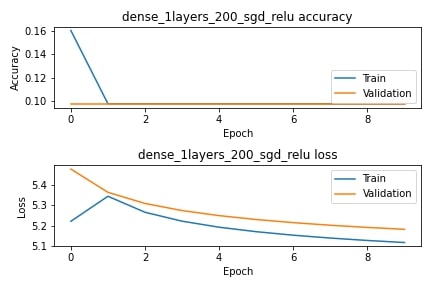 dense_1layers_200_sgd_relu accuracy
0.16
0.14
0.12
0.10
Accuracy
Train
Validation
0 2 4 6 8
Epoch
dense_1layers_200_sgd_relu loss
5.4
5.3
5.2
5.1
Loss
Train
Validation
0 2 4 6 8
Epoch